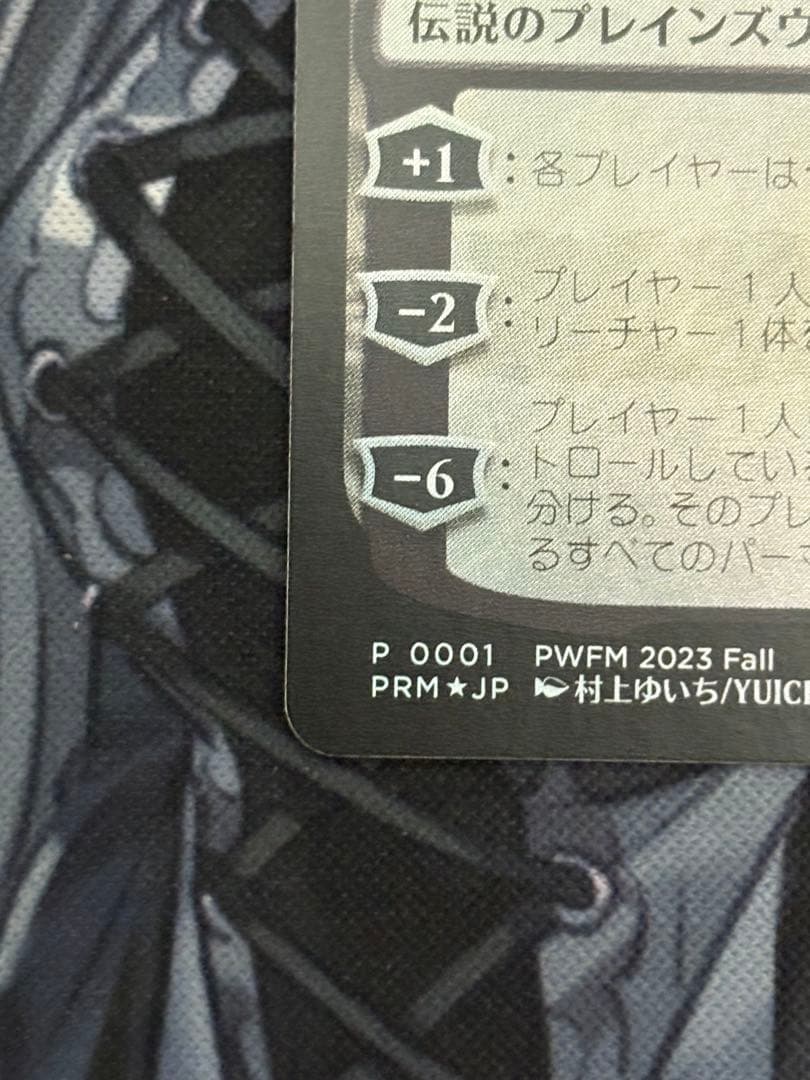 伝説のプレインズウ
+1 : 各プレイヤーは
-2 : プレイヤー1人
リーチャー1体
プレイヤー1人
-6 : トロールしてい
分ける。そのプレ
るすべてのパー
P 0001 PWFM 2023 Fall
PRM★JP 村上ゆいち/YUICH